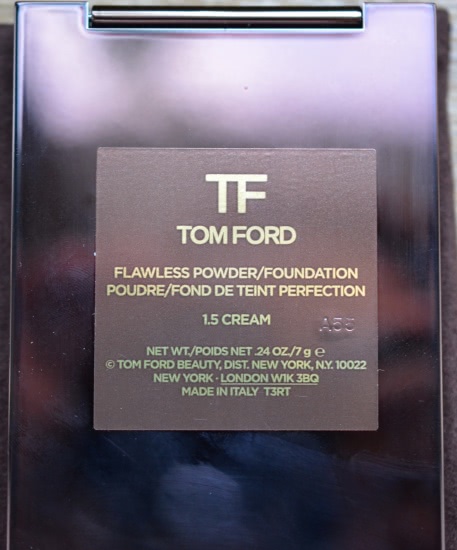 TF
TOM FORD
FLAWLESS POWDER/FOUNDATION
POUDRE/FOND DE TEINT PERFECTION
1.5 CREAM
A55
NET WT./POIDS NET .24 OZ./7 g ℮
© TOM FORD BEAUTY, DIST. NEW YORK, N.Y. 10022
NEW YORK · LONDON W1K 3BQ
MADE IN ITALY T3RT